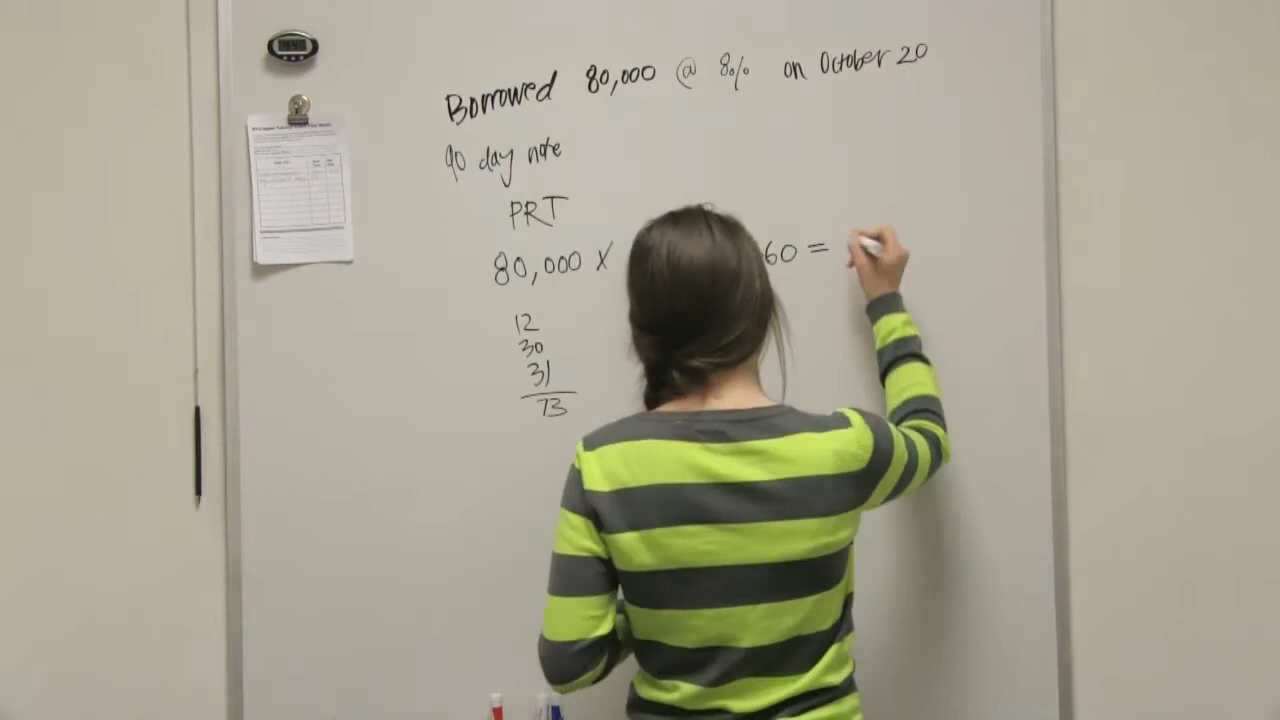 Borrowed 80,000 @ 8% on October 20
90 day note
PRT
80,000 X 60 =
12
30
31
73